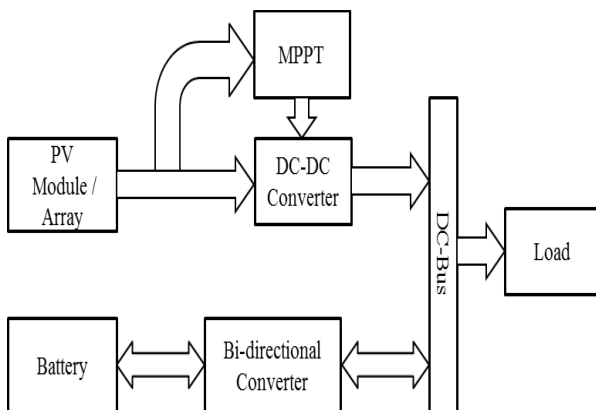 MPPT
PV
Module /
Array
DC-DC
Converter
DC-Bus
Load
Battery
Bi-directional
Converter